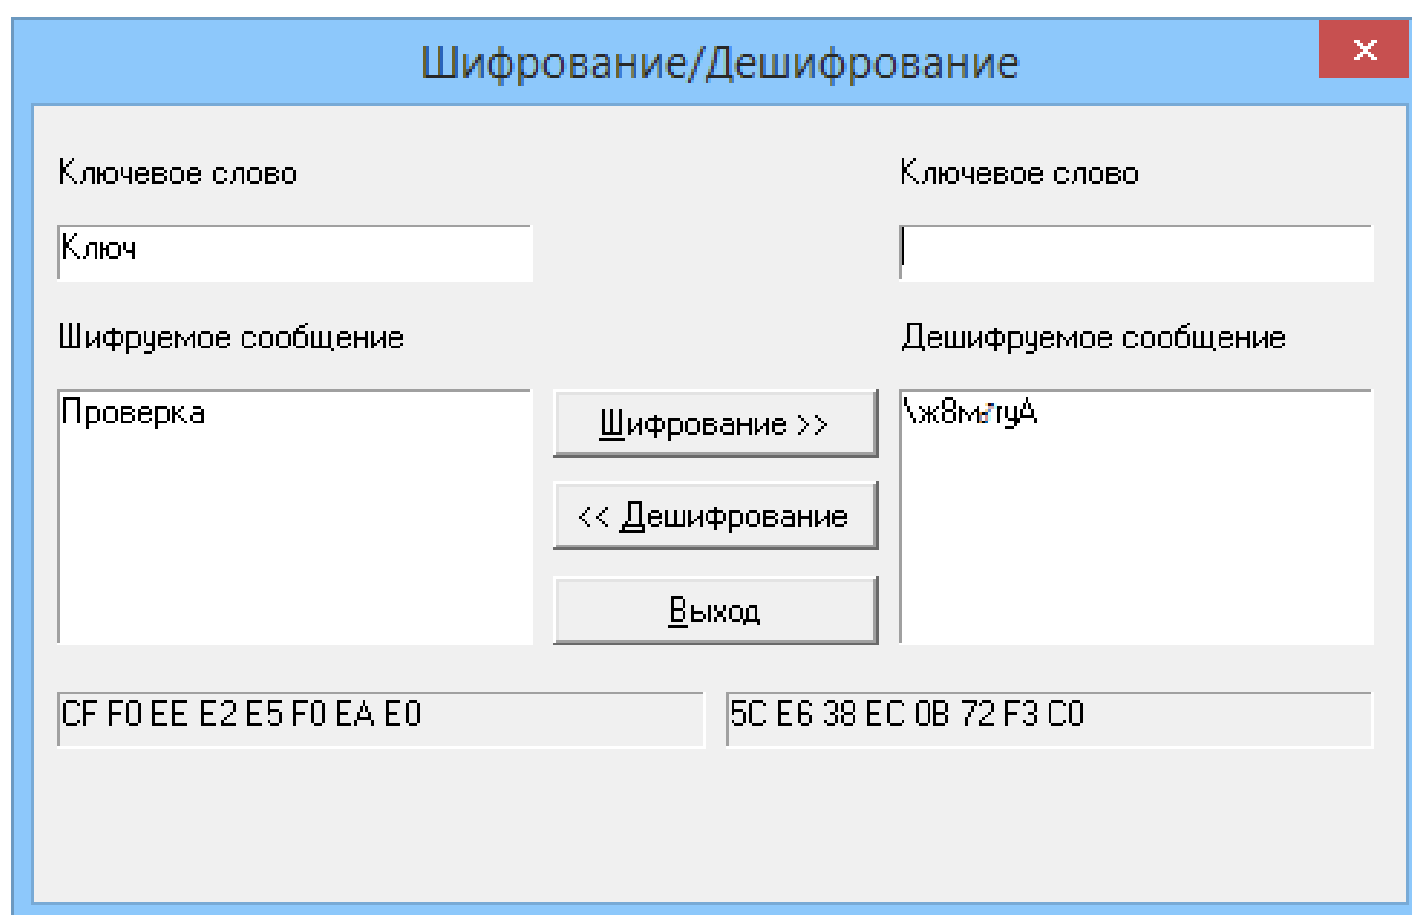 Шифрование/Дешифрование
Ключевое слово
Ключ
Ключевое слово
Шифруемое сообщение
Проверка
Шифрование >>
<< Дешифрование
Выход
Дешифруемое сообщение
CF F0 EE E2 E5 F0 EA E0
5C E6 38 EC 0B 72 F3 C0